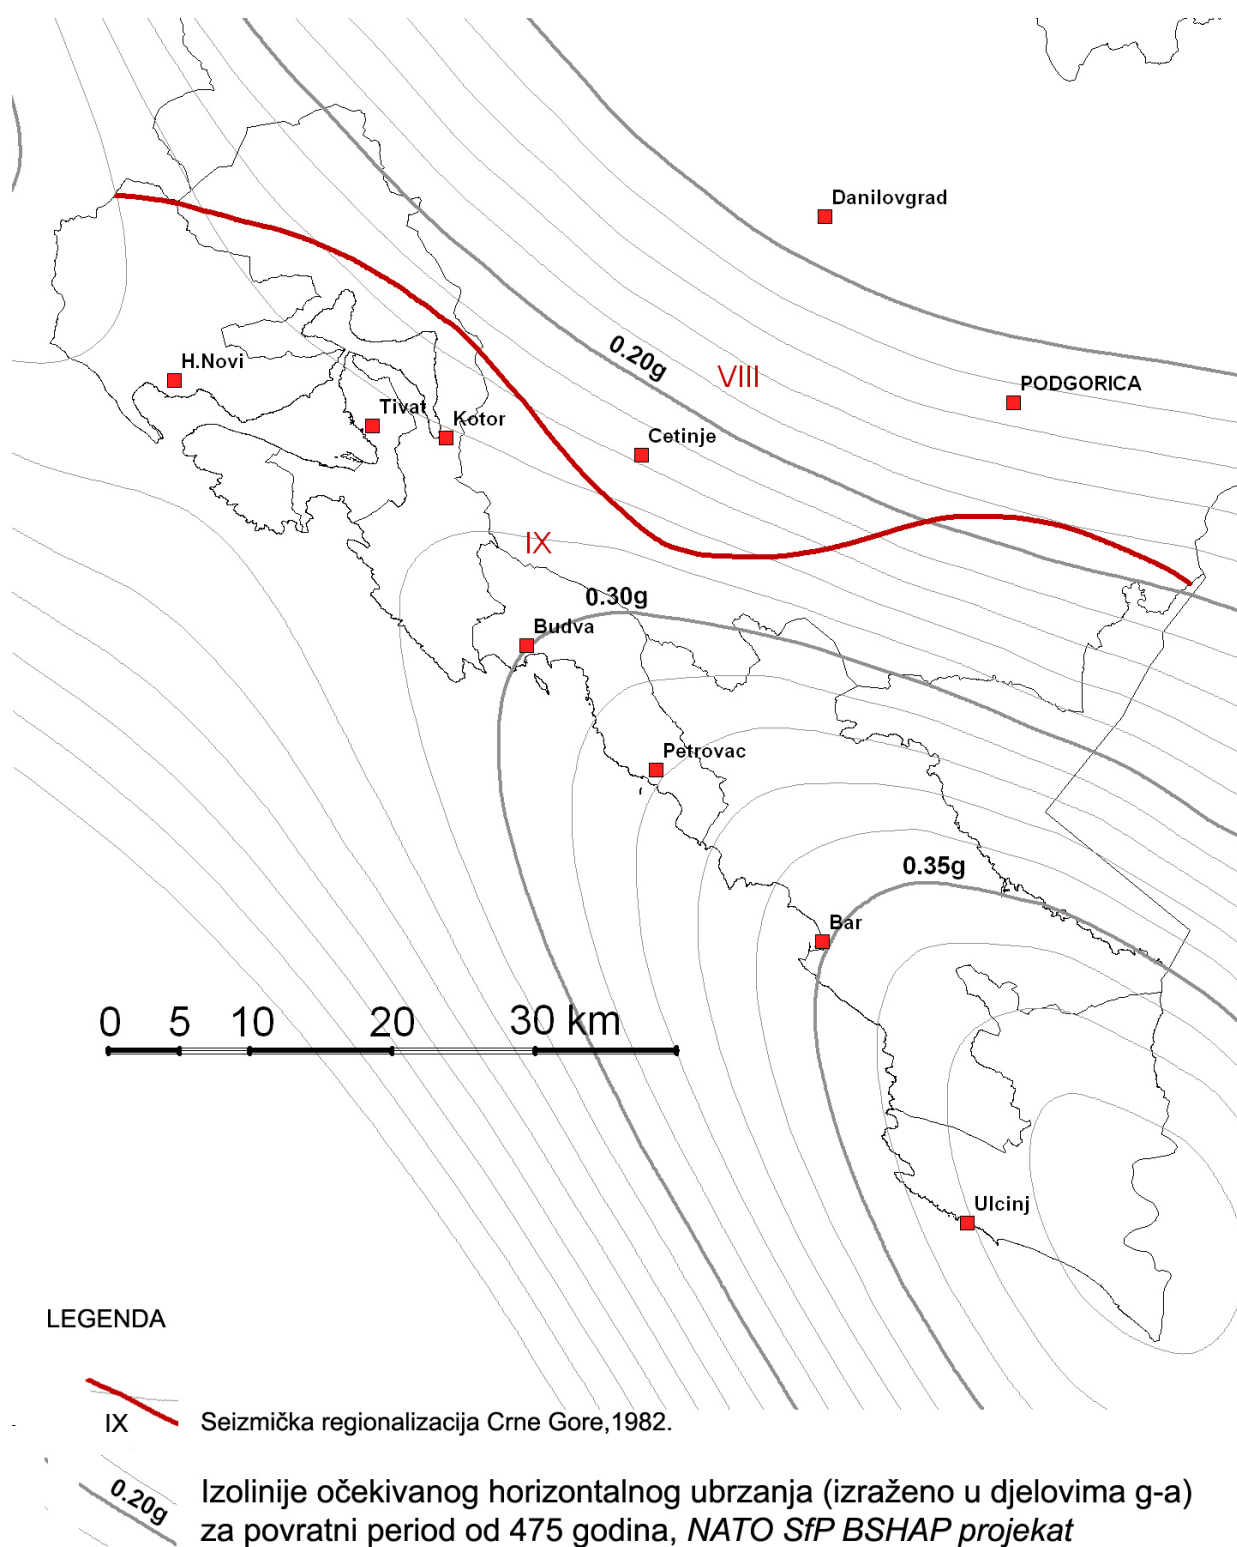 Danilovgrad
0.20g
VIII
H.Novi
PODGORICA
Tivat
Kotor
Cetinje
IX
0.30g
Budva
Petrovac
0.35g
Bar
0 5 10 20 30 km
Ulcinj
LEGENDA
IX
Seizmička regionalizacija Crne Gore,1982.
0.20g
Izolinije očekivanog horizontalnog ubrzanja (izraženo u djelovima g-a)
za povratni period od 475 godina, NATO SfP BSHAP projekat